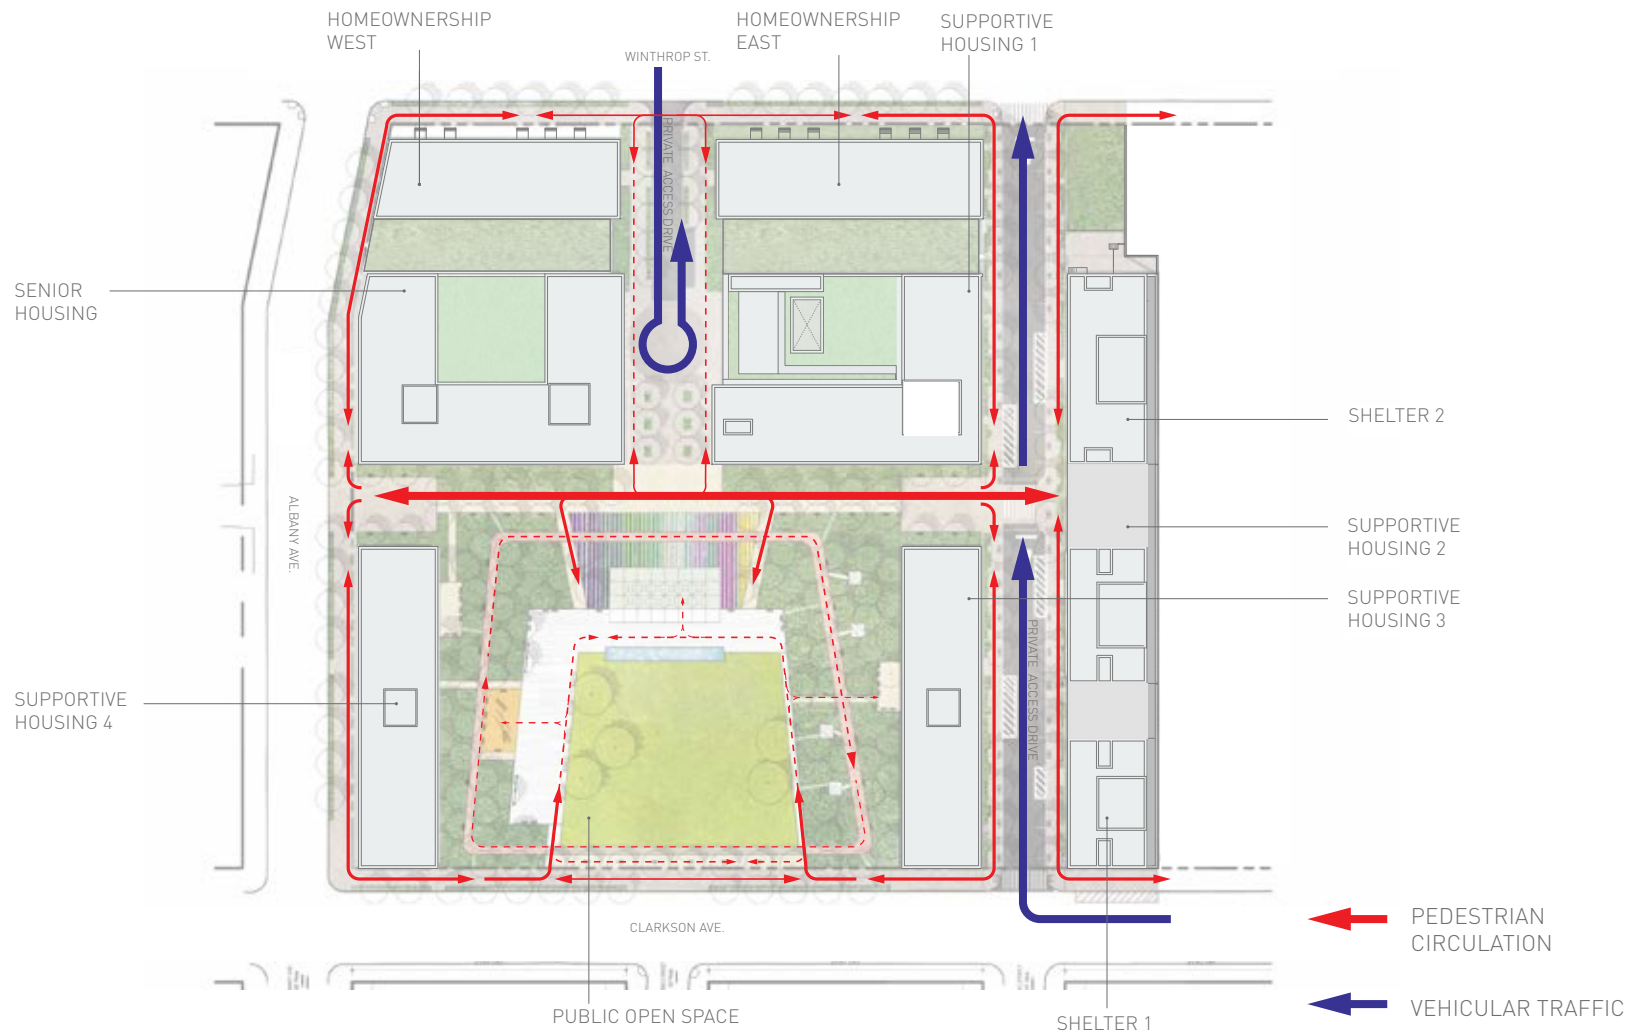 HOMEOWNERSHIP
WEST
HOMEOWNERSHIP
EAST
SUPPORTIVE
HOUSING 1
WINTHROP ST.
PRIVATE ACCESS DRIVE
SENIOR
HOUSING
SHELTER 2
ALBANY AVE.
SUPPORTIVE
HOUSING 2
SUPPORTIVE
HOUSING 3
PRIVATE ACCESS DRIVE
SUPPORTIVE
HOUSING 4
CLARKSON AVE.
PEDESTRIAN
CIRCULATION
PUBLIC OPEN SPACE
SHELTER 1
VEHICULAR TRAFFIC